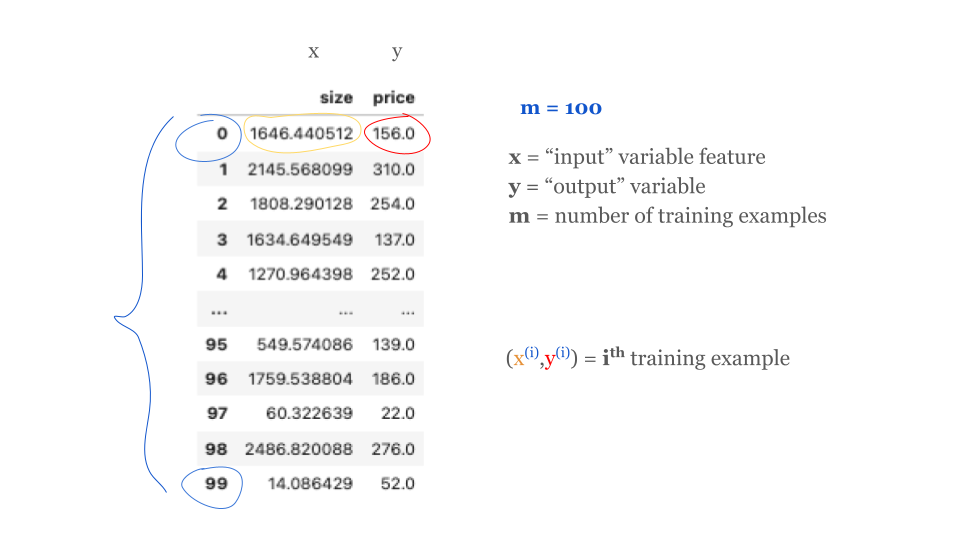 x y
size price
0 1646.440512 156.0
1 2145.568099 310.0
2 1808.290128 254.0
3 1634.649549 137.0
4 1270.964398 252.0
... ... ...
95 549.574086 139.0
96 1759.538804 186.0
97 60.322639 22.0
98 2486.820088 276.0
99 14.086429 52.0
m = 100
x = “input” variable feature
y = “output” variable
m = number of training examples
(x(i),y(i)) = ith training example